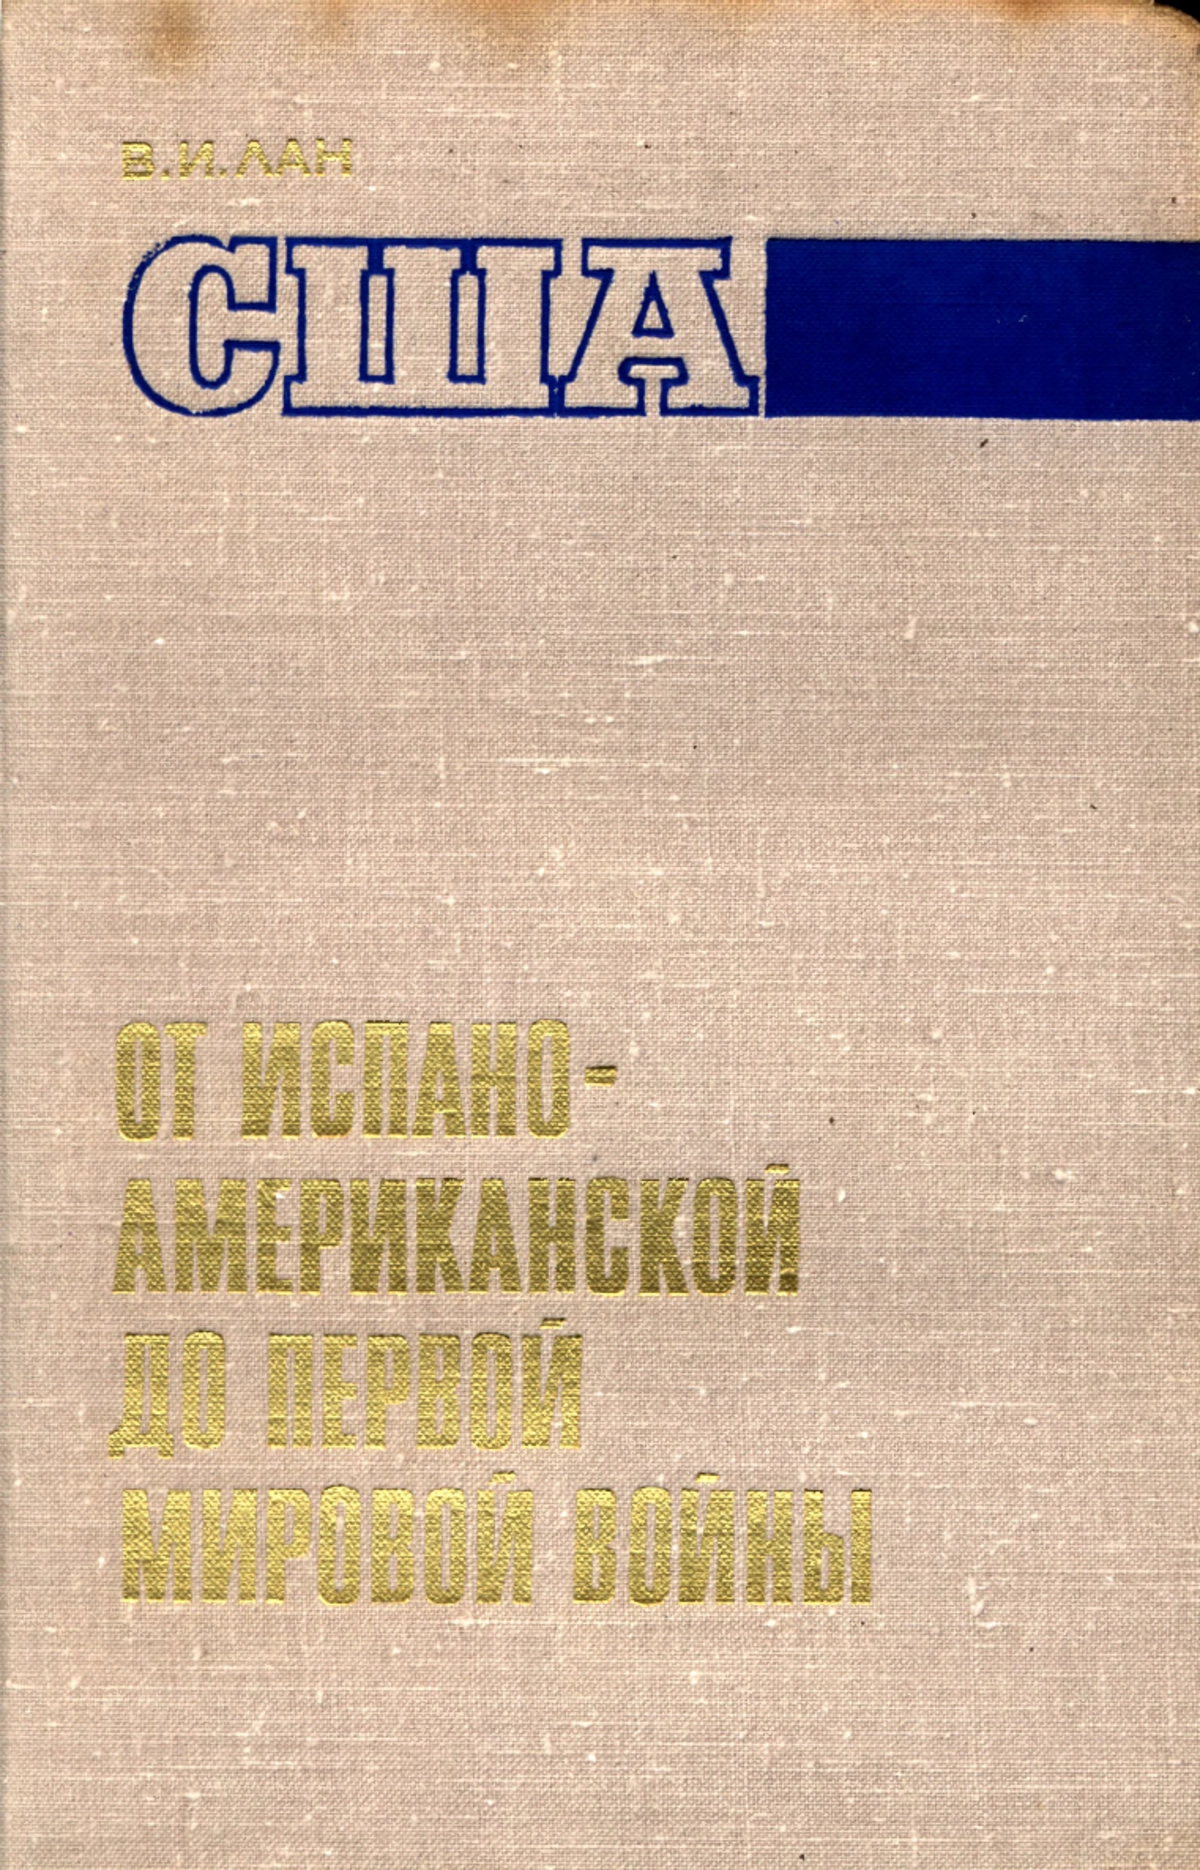 В.И.ЛАН
США
ОТ ИСПАНО-
АМЕРИКАНСКОЙ
ДО ПЕРВОЙ
МИРОВОЙ ВОЙНЫ